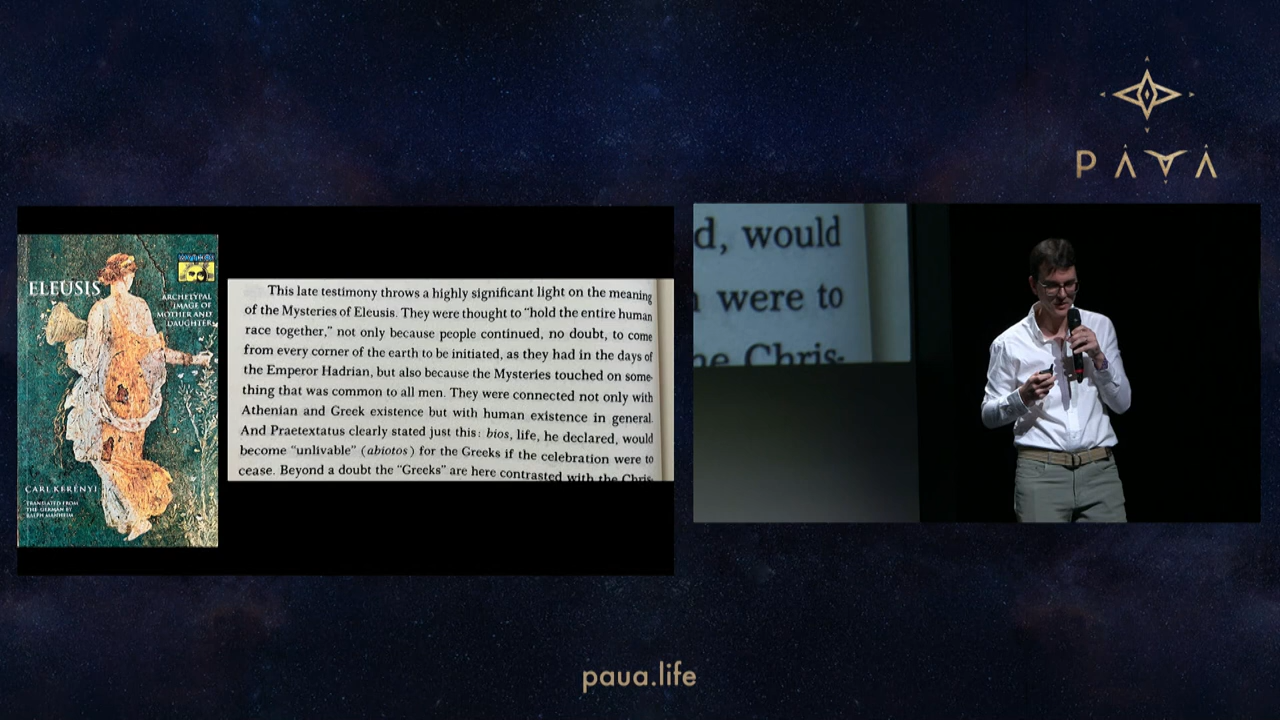 PAUA
ELEUSIS
ARCHETYPAL
IMAGE OF
MOTHER AND
DAUGHTER
CARL KERÉNYI
TRANSLATED FROM
THE GERMAN BY
RALPH MANHEIM
This late testimony throws a highly significant light on the meaning
of the Mysteries of Eleusis. They were thought to “hold the entire human
race together,” not only because people continued, no doubt, to come
from every corner of the earth to be initiated, as they had in the days of
the Emperor Hadrian, but also because the Mysteries touched on some-
thing that was common to all men. They were connected not only with
Athenian and Greek existence but with human existence in general.
And Praetextatus clearly stated just this: bios, life, he declared, would
become “unlivable” (abiotos) for the Greeks if the celebration were to
cease. Beyond a doubt the “Greeks” are here contrasted with the Chris-
d, would
were to
he Chris-
paua.life